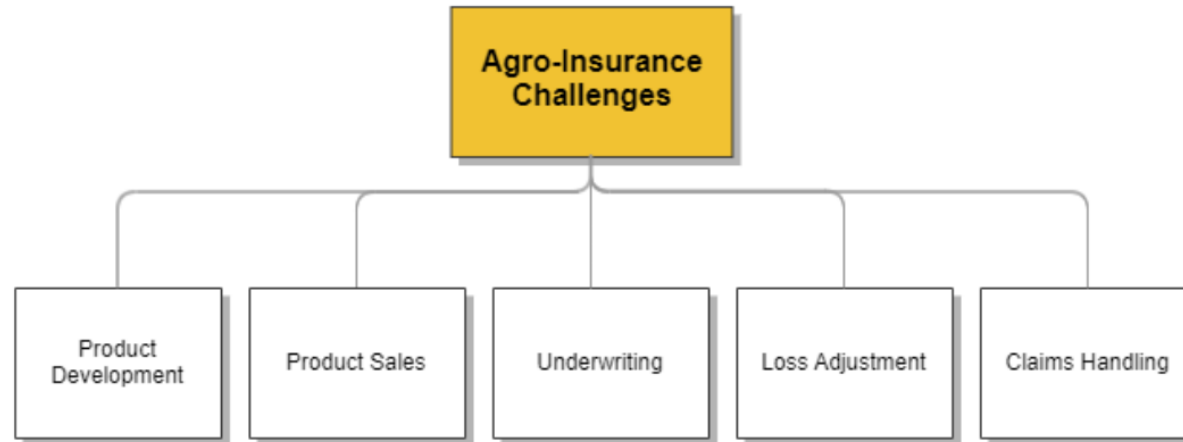 Agro-Insurance
Challenges
Product
Development
Product Sales
Underwriting
Loss Adjustment
Claims Handling